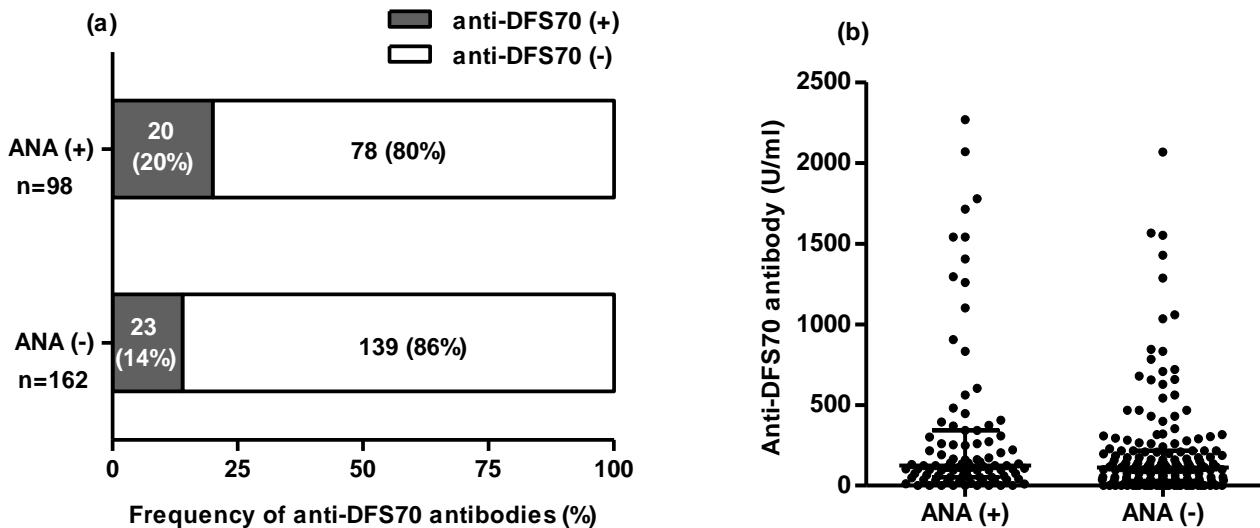 (a)
anti-DFS70 (+)
anti-DFS70 (-)
ANA (+)
n=98
20
(20%)
78 (80%)
ANA (-)
n=162
23
(14%)
139 (86%)
0 25 50 75 100
Frequency of anti-DFS70 antibodies (%)
(b)
Anti-DFS70 antibody (U/ml)
2500
2000
1500
1000
500
0
ANA (+) ANA (-)